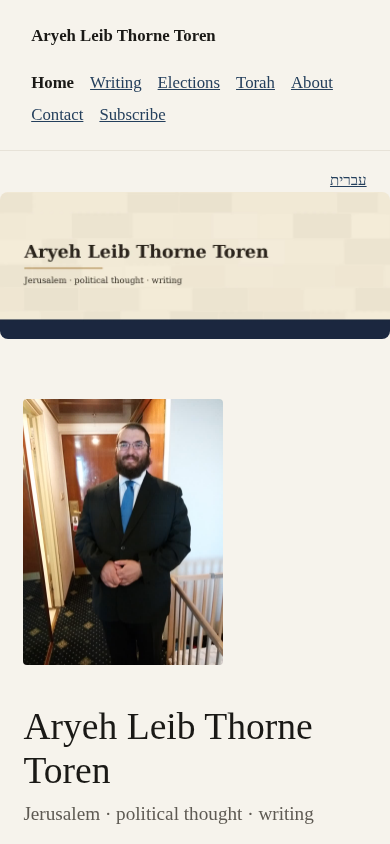 Aryeh Leib Thorne Toren
Home Writing Elections Torah About
Contact Subscribe
עברית
Aryeh Leib Thorne Toren
Jerusalem · political thought · writing
Aryeh Leib Thorne
Toren
Jerusalem · political thought · writing